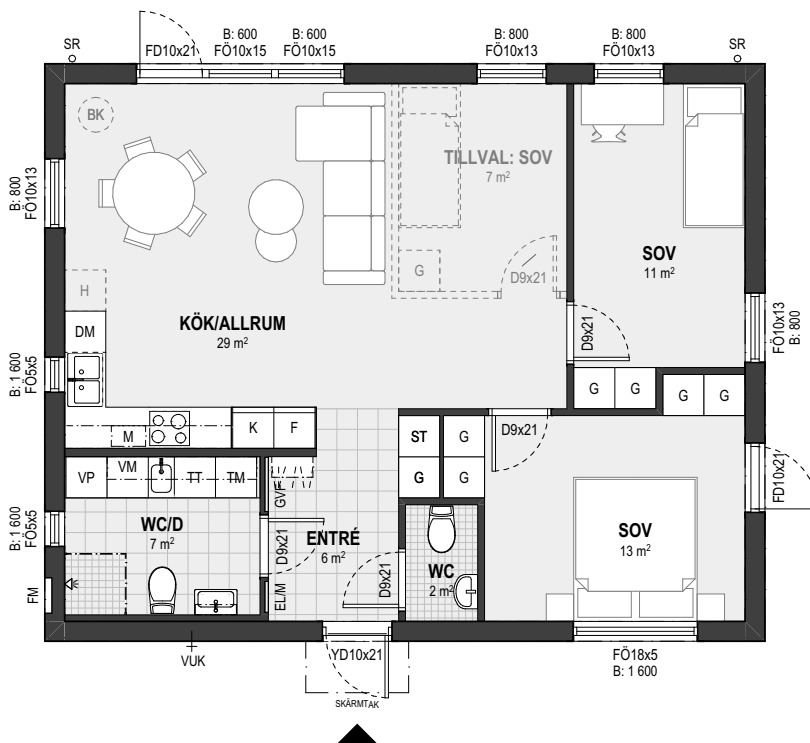 B: 600
FÖ10x15
B: 600
FÖ10x15
B: 800
FÖ10x13
B: 800
FÖ10x13
SR
FD10x21
SR
BK
TILLVAL: SOV
7 m²
B: 800
FÖ10x13
SOV
11 m²
G
D9x21
H
KÖK/ALLRUM
29 m²
DM
D9x21
FÖ10x13
B: 800
B: 1 600
FÖ5x5
G
G
G
G
M
K
F
ST
G
D9x21
VP
VM
TT
TM
GVF
G
G
FD10x21
B: 1 600
FÖ5x5
WC/D
7 m²
D9x21
ENTRÉ
6 m²
WC
2 m²
SOV
13 m²
FM
EL/M
D9x21
VUK
YD10x21
FÖ18x5
B: 1 600
SKÄRMTAK